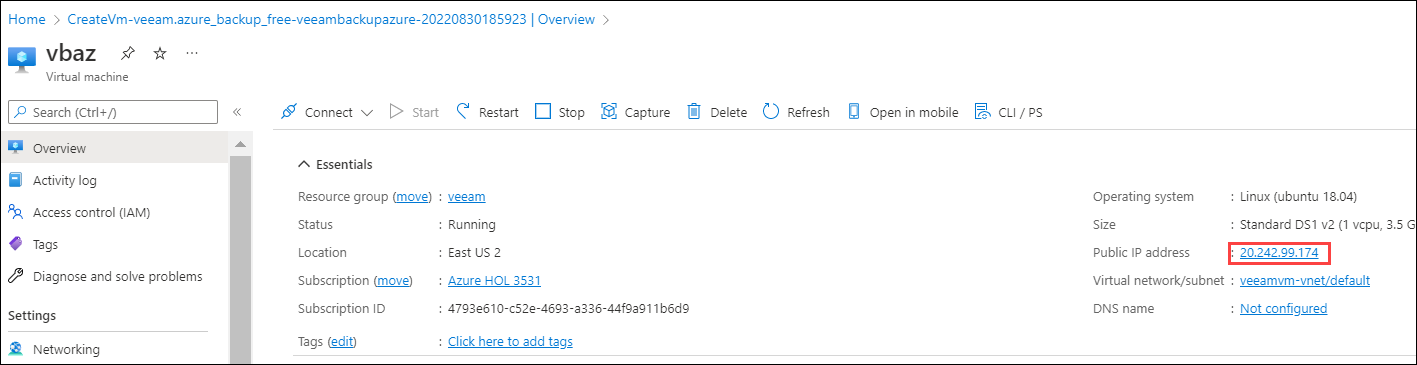 Home > CreateVm-veeam.azure_backup_free-veeambackupazure-20220830185923 | Overview >
vbaz ...
Virtual machine
Search (Ctrl+/) «
Connect Start Restart Stop Capture Delete Refresh Open in mobile CLI / PS
Overview
Activity log
Access control (IAM)
Tags
Diagnose and solve problems
Settings
Networking
Essentials
Resource group (move) : veeam
Status : Running
Location : East US 2
Subscription (move) : Azure HOL 3531
Subscription ID : 4793e610-c52e-4693-a336-44f9a911b6d9
Tags (edit) : Click here to add tags
Operating system : Linux (ubuntu 18.04)
Size : Standard DS1 v2 (1 vcpu, 3.5 G
Public IP address : 20.242.99.174
Virtual network/subnet : veeamvm-vnet/default
DNS name : Not configured